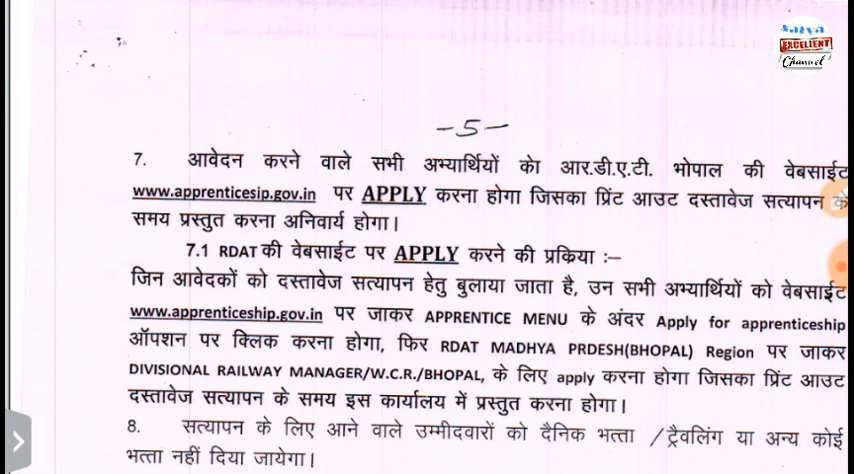 Satya
EXCELLENT
Channel
-5-
7. आवेदन करने वाले सभी अभ्यार्थियों केा आर.डी.ए.टी. भोपाल की वेबसाईट
www.apprenticesip.gov.in पर APPLY करना होगा जिसका प्रिंट आउट दस्तावेज सत्यापन के
समय प्रस्तुत करना अनिवार्य होगा।
7.1 RDAT की वेबसाईट पर APPLY करने की प्रकिया :–
जिन आवेदकों को दस्तावेज सत्यापन हेतु बुलाया जाता है, उन सभी अभ्यार्थियों को वेबसाईट
www.apprenticeship.gov.in पर जाकर APPRENTICE MENU के अंदर Apply for apprenticeship
ऑपशन पर क्लिक करना होगा, फिर RDAT MADHYA PRDESH(BHOPAL) Region पर जाकर
DIVISIONAL RAILWAY MANAGER/W.C.R./BHOPAL, के लिए apply करना होगा जिसका प्रिंट आउट
दस्तावेज सत्यापन के समय इस कार्यालय में प्रस्तुत करना होगा।
8. सत्यापन के लिए आने वाले उम्मीदवारों को दैनिक भत्ता /ट्रैवलिंग या अन्य कोई
भत्ता नहीं दिया जायेगा।